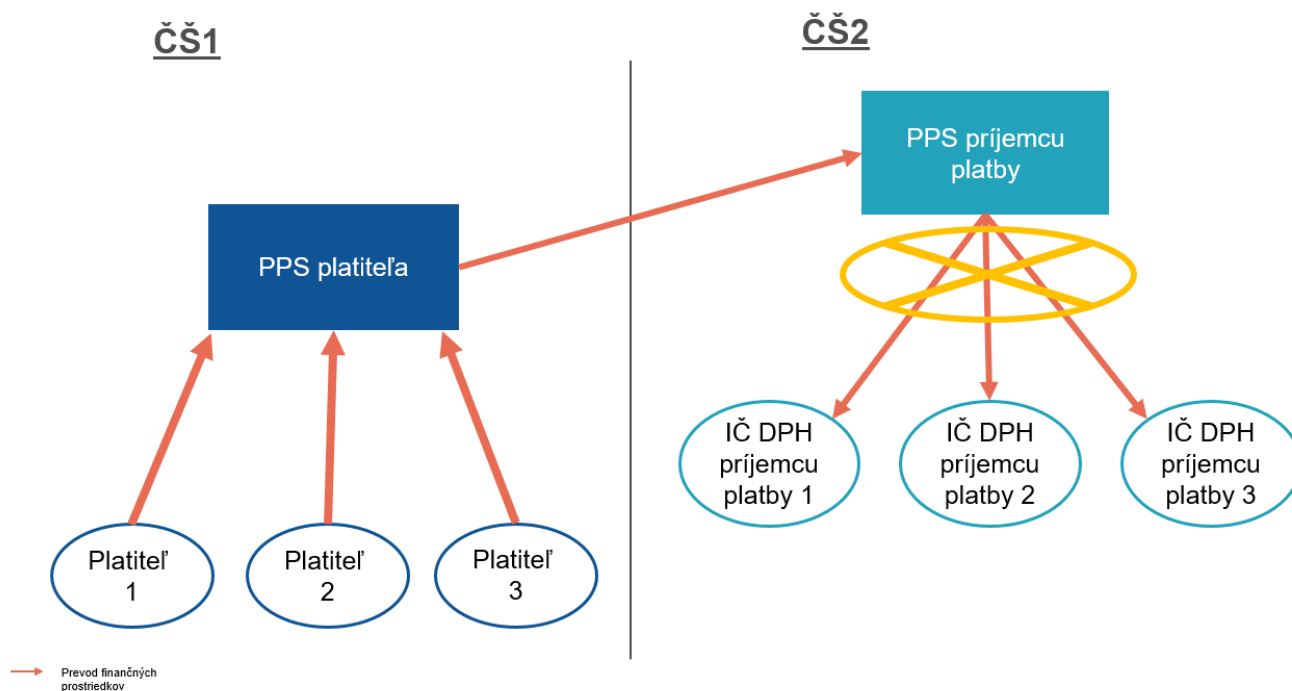 ČŠ1
ČŠ2
PPS príjemcu
platby
PPS platiteľa
IČ DPH
príjemcu
platby 1
IČ DPH
príjemcu
platby 2
IČ DPH
príjemcu
platby 3
Platiteľ
1
Platiteľ
2
Platiteľ
3
Prevod finančných
prostriedkov